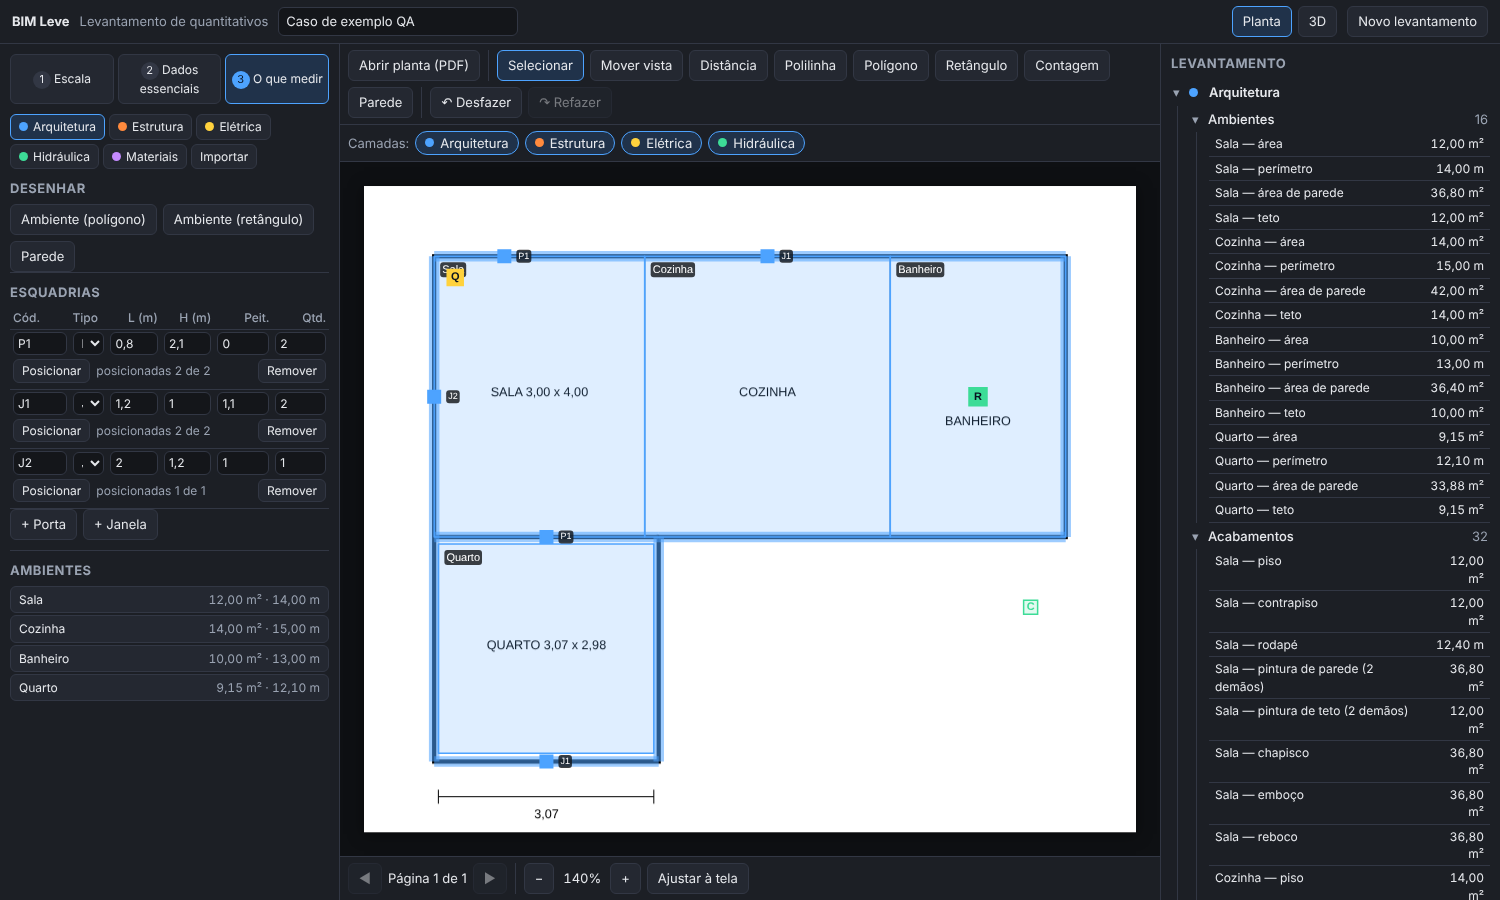 BIM Leve Levantamento de quantitativos Caso de exemplo QA Planta 3D Novo levantamento
1 Escala
2 Dados essenciais
3 O que medir
Arquitetura Estrutura Elétrica
Hidráulica Materiais Importar
DESENHAR
Ambiente (polígono) Ambiente (retângulo)
Parede
ESQUADRIAS
Cód. Tipo L (m) H (m) Peit. Qtd.
P1 0,8 2,1 0 2
Posicionar posicionadas 2 de 2 Remover
J1 1,2 1 1,1 2
Posicionar posicionadas 2 de 2 Remover
J2 2 1,2 1 1
Posicionar posicionadas 1 de 1 Remover
+ Porta + Janela
AMBIENTES
Sala 12,00 m² · 14,00 m
Cozinha 14,00 m² · 15,00 m
Banheiro 10,00 m² · 13,00 m
Quarto 9,15 m² · 12,10 m
Abrir planta (PDF) Selecionar Mover vista Distância Polilinha Polígono Retângulo Contagem
Parede ↶ Desfazer ↷ Refazer
Camadas: Arquitetura Estrutura Elétrica Hidráulica
P1 J1
Sala Q Cozinha Banheiro
J2 SALA 3,00 x 4,00 COZINHA R
BANHEIRO
P1
Quarto
C
QUARTO 3,07 x 2,98
J1
3,07
◀ Página 1 de 1 ▶ − 140% + Ajustar à tela
LEVANTAMENTO
▾ Arquitetura
▾ Ambientes 16
Sala — área 12,00 m²
Sala — perímetro 14,00 m
Sala — área de parede 36,80 m²
Sala — teto 12,00 m²
Cozinha — área 14,00 m²
Cozinha — perímetro 15,00 m
Cozinha — área de parede 42,00 m²
Cozinha — teto 14,00 m²
Banheiro — área 10,00 m²
Banheiro — perímetro 13,00 m
Banheiro — área de parede 36,40 m²
Banheiro — teto 10,00 m²
Quarto — área 9,15 m²
Quarto — perímetro 12,10 m
Quarto — área de parede 33,88 m²
Quarto — teto 9,15 m²
▾ Acabamentos 32
Sala — piso 12,00
m²
Sala — contrapiso 12,00
m²
Sala — rodapé 12,40 m
Sala — pintura de parede (2 36,80
demãos) m²
Sala — pintura de teto (2 demãos) 12,00
m²
Sala — chapisco 36,80
m²
Sala — emboço 36,80
m²
Sala — reboco 36,80
m²
Cozinha — piso 14,00
m²